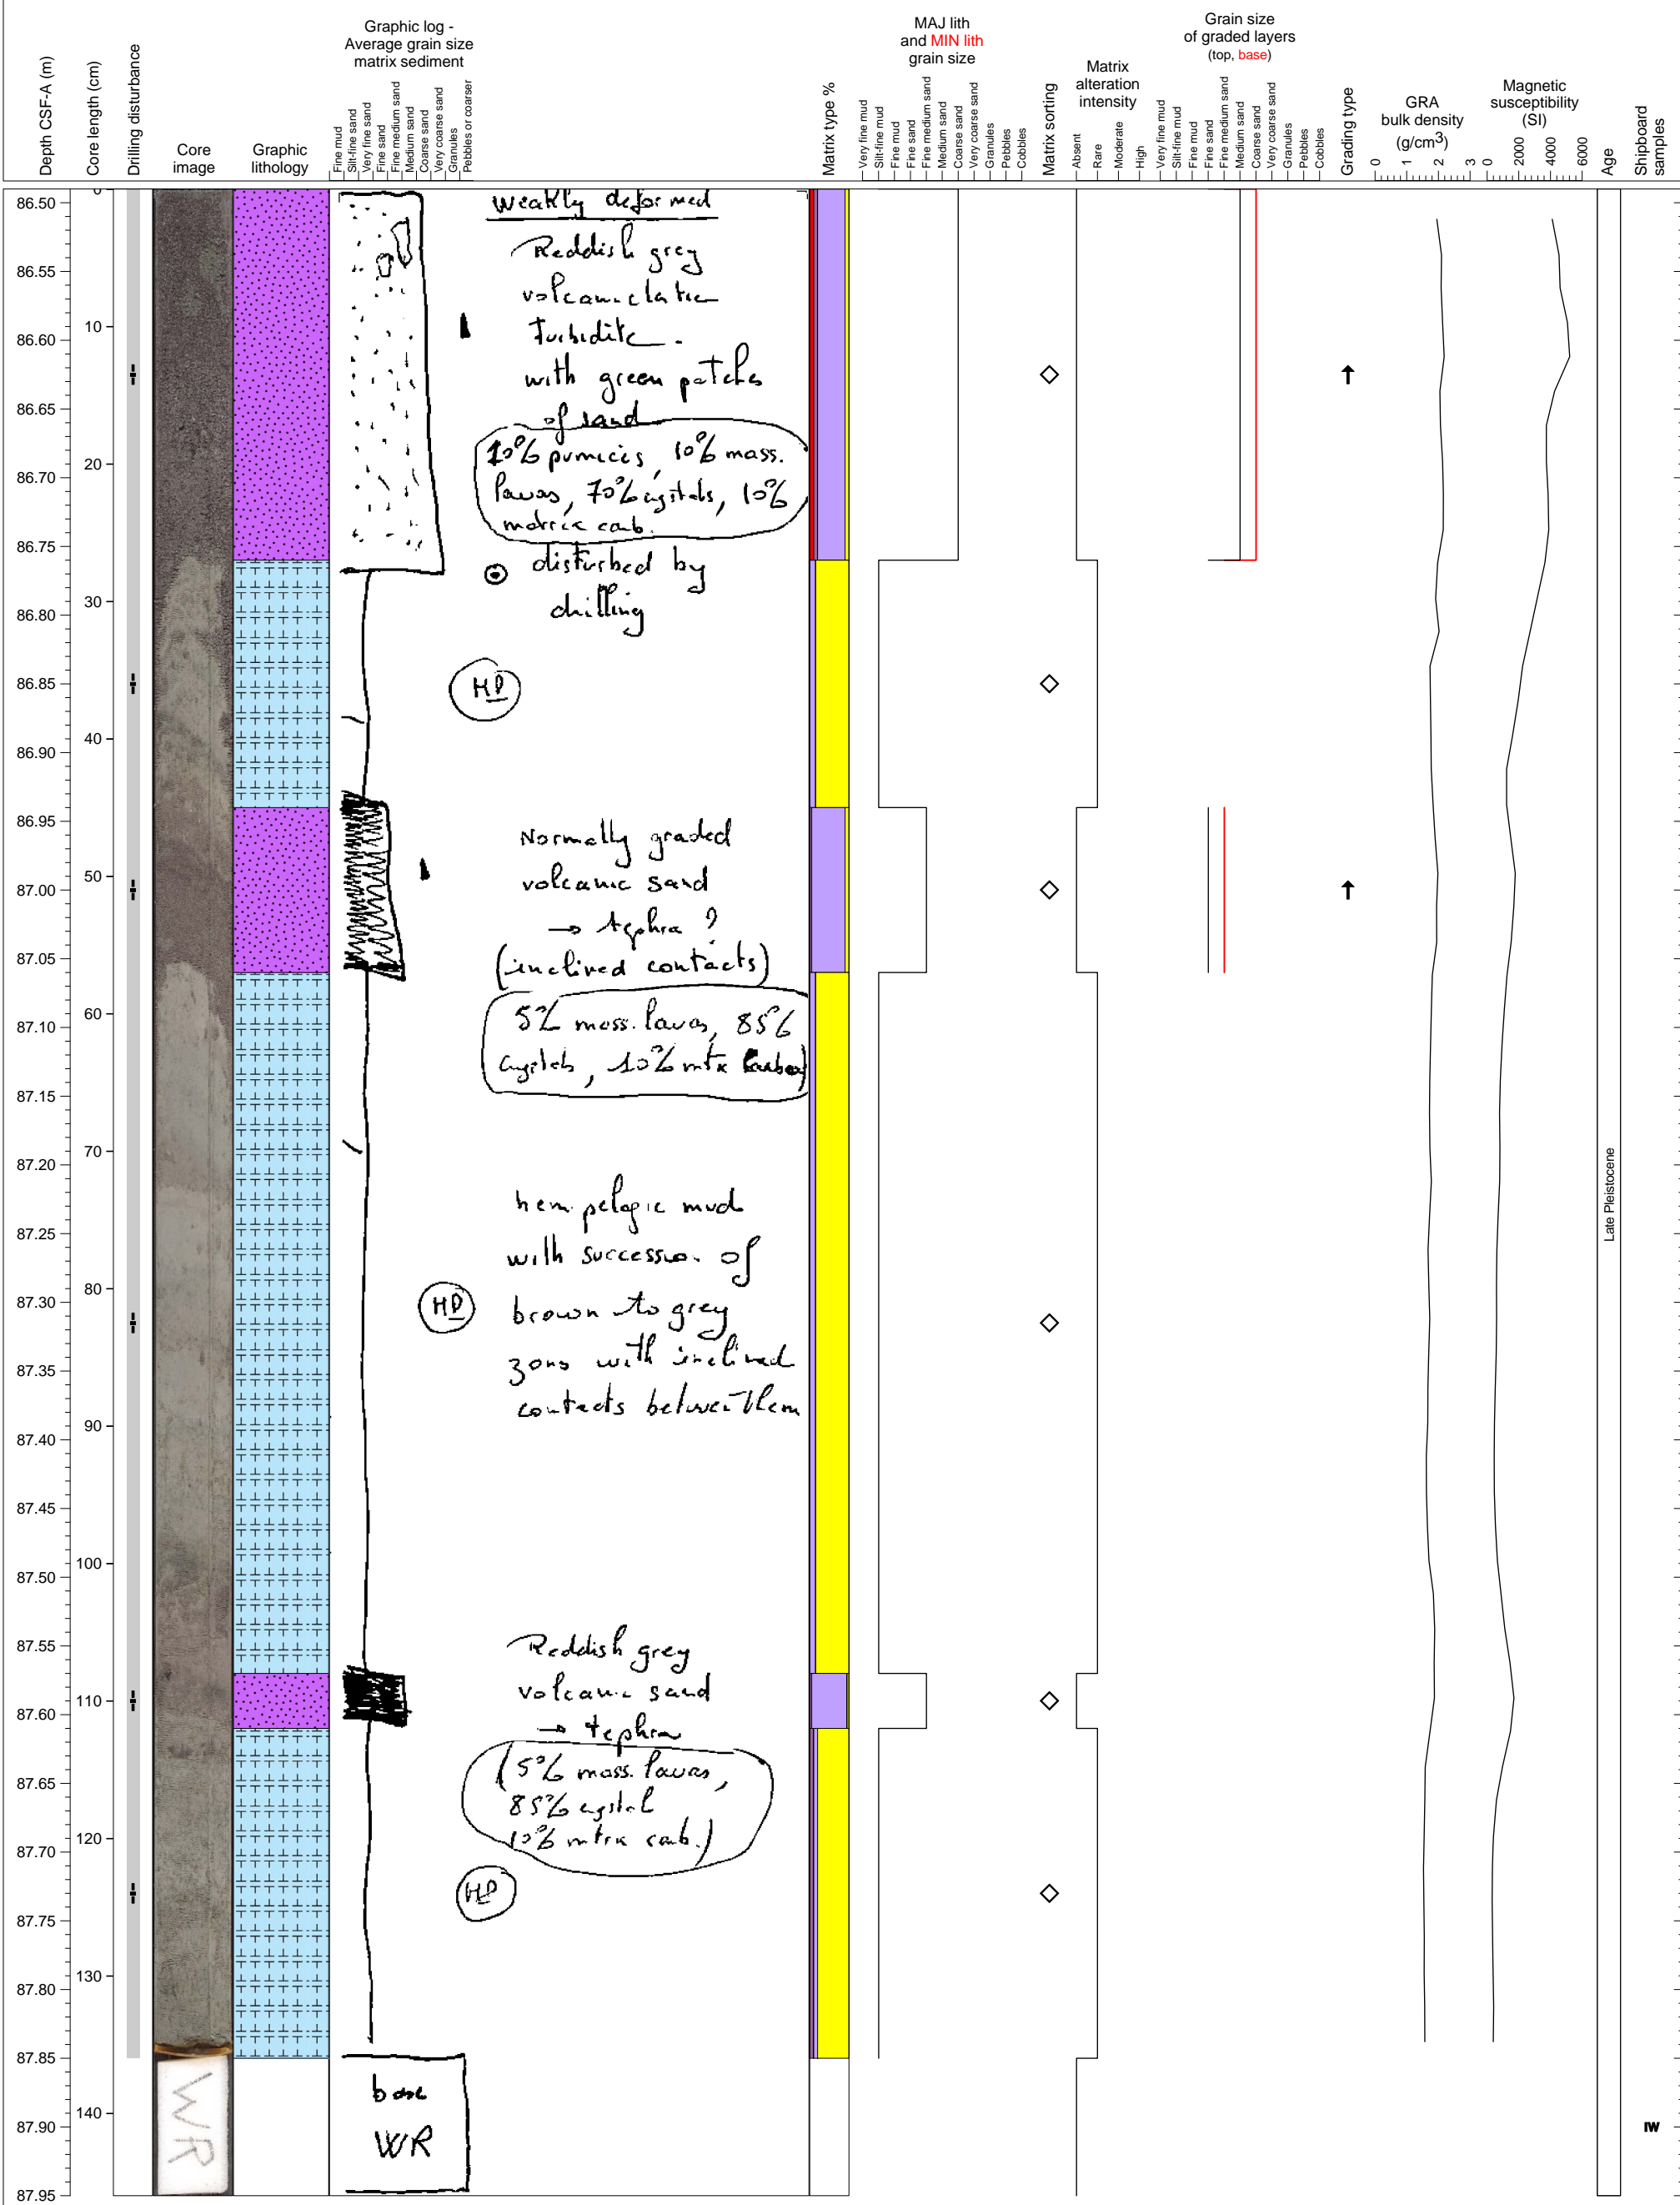 Depth CSF-A (m)
Core length (cm)
Drilling disturbance
Core
image
Graphic
lithology
Graphic log -
Average grain size
matrix sediment
Fine mud
Silt-fine sand
Very fine sand
Fine sand
Fine medium sand
Medium sand
Coarse sand
Very coarse sand
Granules
Pebbles or coarser
Matrix type %
MAJ lith
and MIN lith
grain size
Very fine mud
Silt-fine mud
Fine mud
Fine sand
Fine medium sand
Medium sand
Coarse sand
Very coarse sand
Granules
Pebbles
Cobbles
Matrix sorting
Matrix
alteration
intensity
Absent
Rare
Moderate
High
Grain size
of graded layers
(top, base)
Very fine mud
Silt-fine mud
Fine mud
Fine sand
Fine medium sand
Medium sand
Coarse sand
Very coarse sand
Granules
Pebbles
Cobbles
Grading type
GRA
bulk density
(g/cm3)
0 1 2 3
Magnetic
susceptibility
(SI)
0 2000 4000 6000
Age
Shipboard
samples
86.50
86.55
86.60
86.65
86.70
86.75
86.80
86.85
86.90
86.95
87.00
87.05
87.10
87.15
87.20
87.25
87.30
87.35
87.40
87.45
87.50
87.55
87.60
87.65
87.70
87.75
87.80
87.85
87.90
87.95
0
10
20
30
40
50
60
70
80
90
100
110
120
130
140
WR
Weakly deformed
Reddish grey
volcaniclastic
turbidite.
with green patches
of sand
10% pumices, 10% mass.
lavas, 70% crystals, 10%
matrix carb.
disturbed by
drilling
HP
Normally graded
volcanic sand
→ tephra ?
(inclined contacts)
5% mass. lavas, 85%
crystals, 10% mtx
hemipelagic mud
with succession of
HP
brown to grey
zons with inclined
contacts between them
Reddish grey
volcanic sand
→ tephra
(5% mass. lavas,
85% crystal
10% mtrx carb.)
HP
base
WR
Late Pleistocene
IW